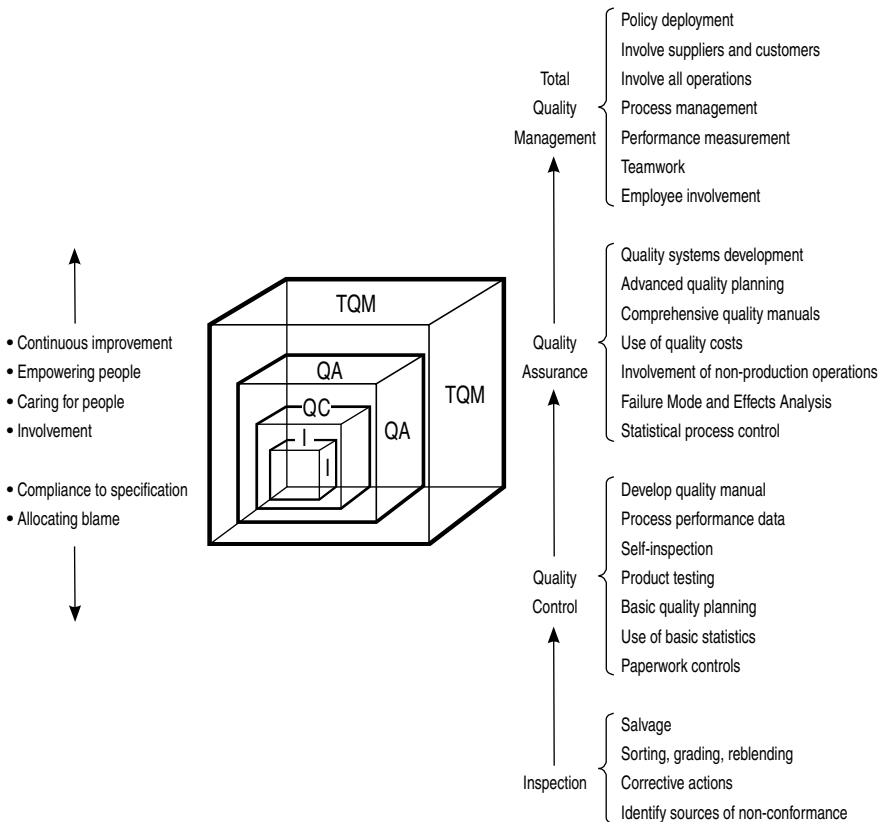 • Continuous improvement
• Empowering people
• Caring for people
• Involvement
• Compliance to specification
• Allocating blame
TQM
TQM
QA
QA
QC
I
I
Total
Quality
Management
Policy deployment
Involve suppliers and customers
Involve all operations
Process management
Performance measurement
Teamwork
Employee involvement
Quality
Assurance
Quality systems development
Advanced quality planning
Comprehensive quality manuals
Use of quality costs
Involvement of non-production operations
Failure Mode and Effects Analysis
Statistical process control
Quality
Control
Develop quality manual
Process performance data
Self-inspection
Product testing
Basic quality planning
Use of basic statistics
Paperwork controls
Inspection
Salvage
Sorting, grading, reblending
Corrective actions
Identify sources of non-conformance